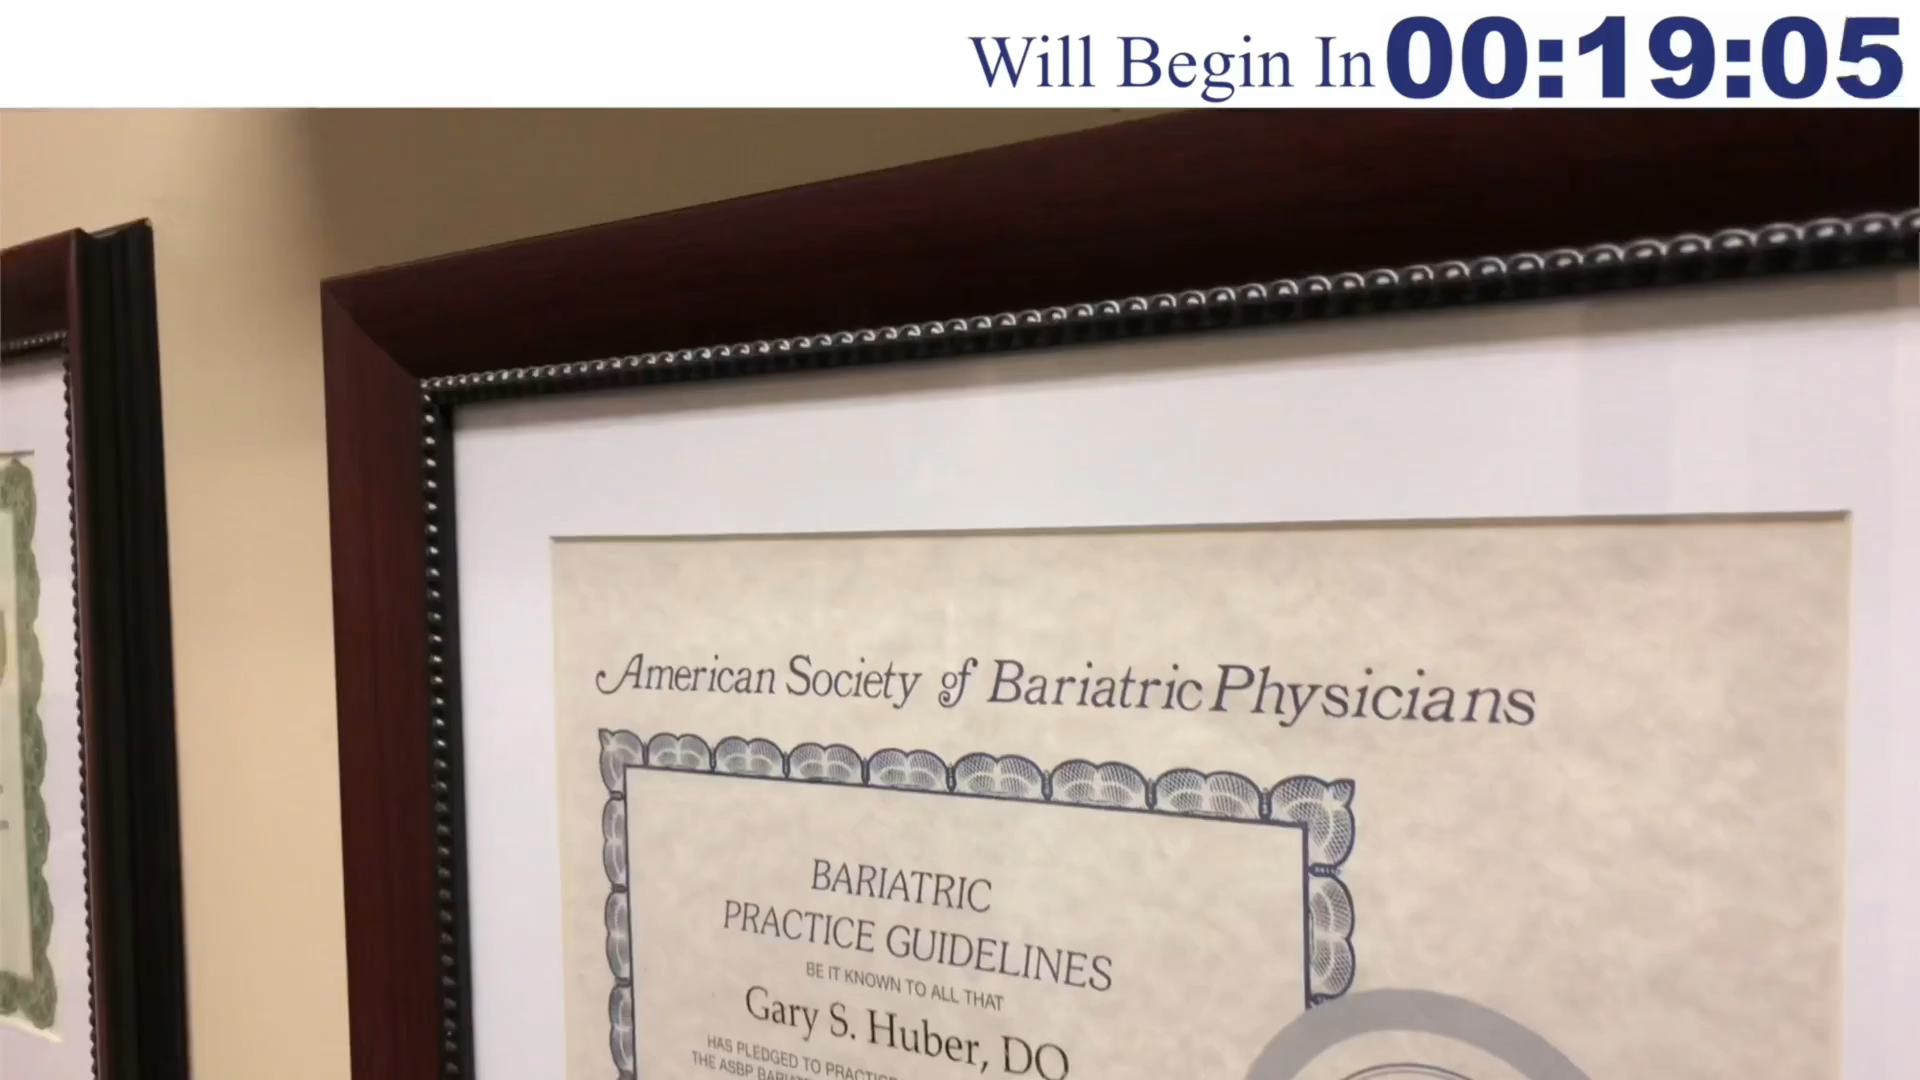 Will Begin In 00:19:05
American Society of Bariatric Physicians
BARIATRIC
PRACTICE GUIDELINES
BE IT KNOWN TO ALL THAT
Gary S. Huber, DO
HAS PLEDGED TO PRACTICE
THE ASBP